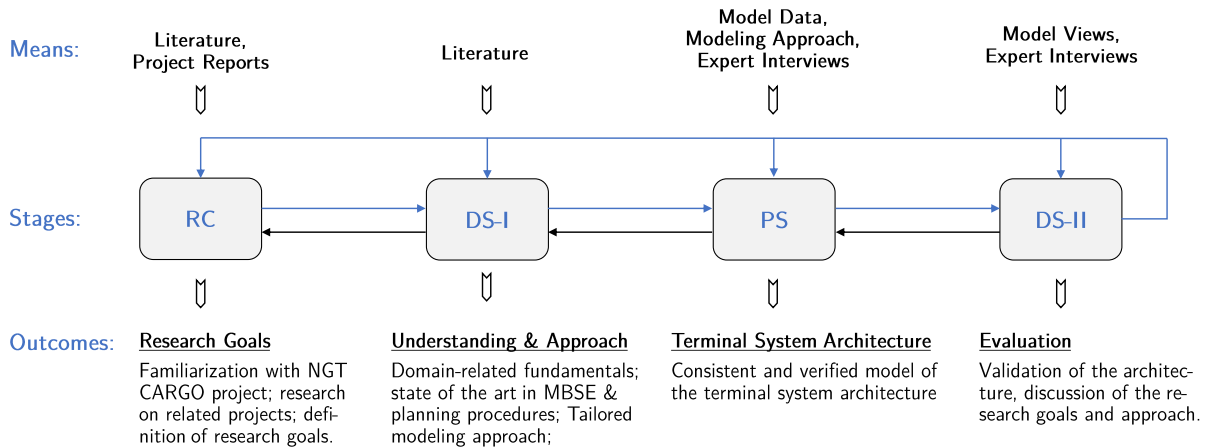 Means:
Literature,
Project Reports
Literature
Model Data,
Modeling Approach,
Expert Interviews
Model Views,
Expert Interviews
Stages:
RC
DS-I
PS
DS-II
Outcomes:
Research Goals
Familiarization with NGT
CARGO project; research
on related projects; defi-
nition of research goals.
Understanding & Approach
Domain-related fundamentals;
state of the art in MBSE &
planning procedures; Tailored
modeling approach;
Terminal System Architecture
Consistent and verified model of
the terminal system architecture
Evaluation
Validation of the architec-
ture, discussion of the re-
search goals and approach.